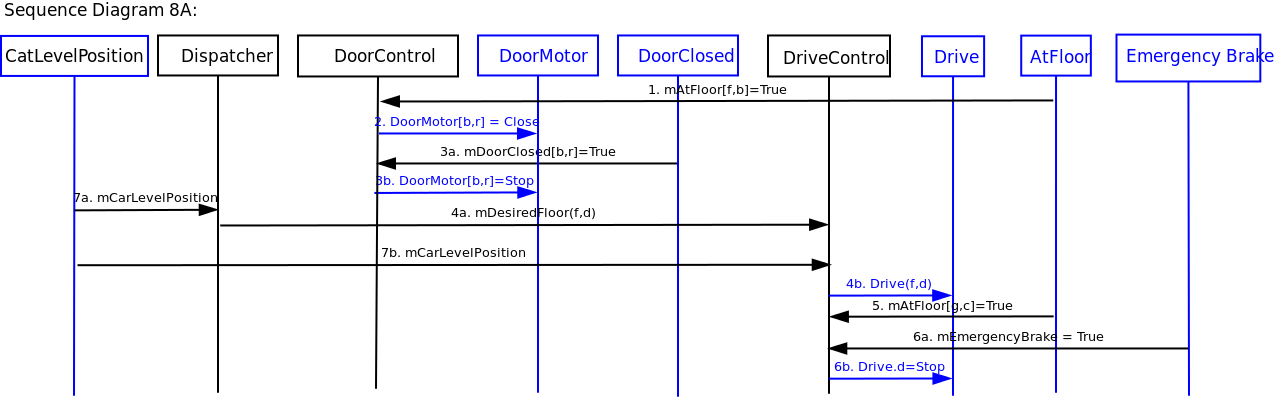 Sequence Diagram 8A:
CatLevelPosition
Dispatcher
DoorControl
DoorMotor
DoorClosed
DriveControl
Drive
AtFloor
Emergency Brake
1. mAtFloor[f,b]=True
2. DoorMotor[b,r] = Close
3a. mDoorClosed[b,r]=True
3b. DoorMotor[b,r]=Stop
7a. mCarLevelPosition
4a. mDesiredFloor(f,d)
7b. mCarLevelPosition
4b. Drive(f,d)
5. mAtFloor[g,c]=True
6a. mEmergencyBrake = True
6b. Drive.d=Stop